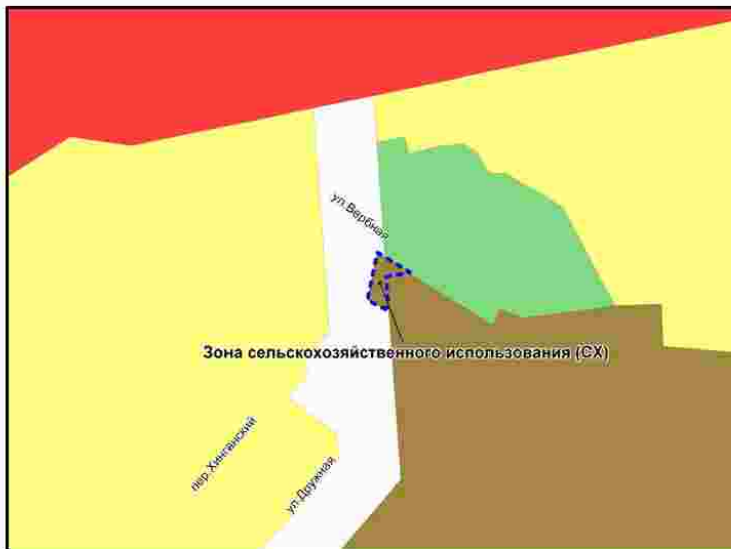 ул.Вербная
Зона сельскохозяйственного использования (СХ)
пер.Хинганский
ул.Дружная